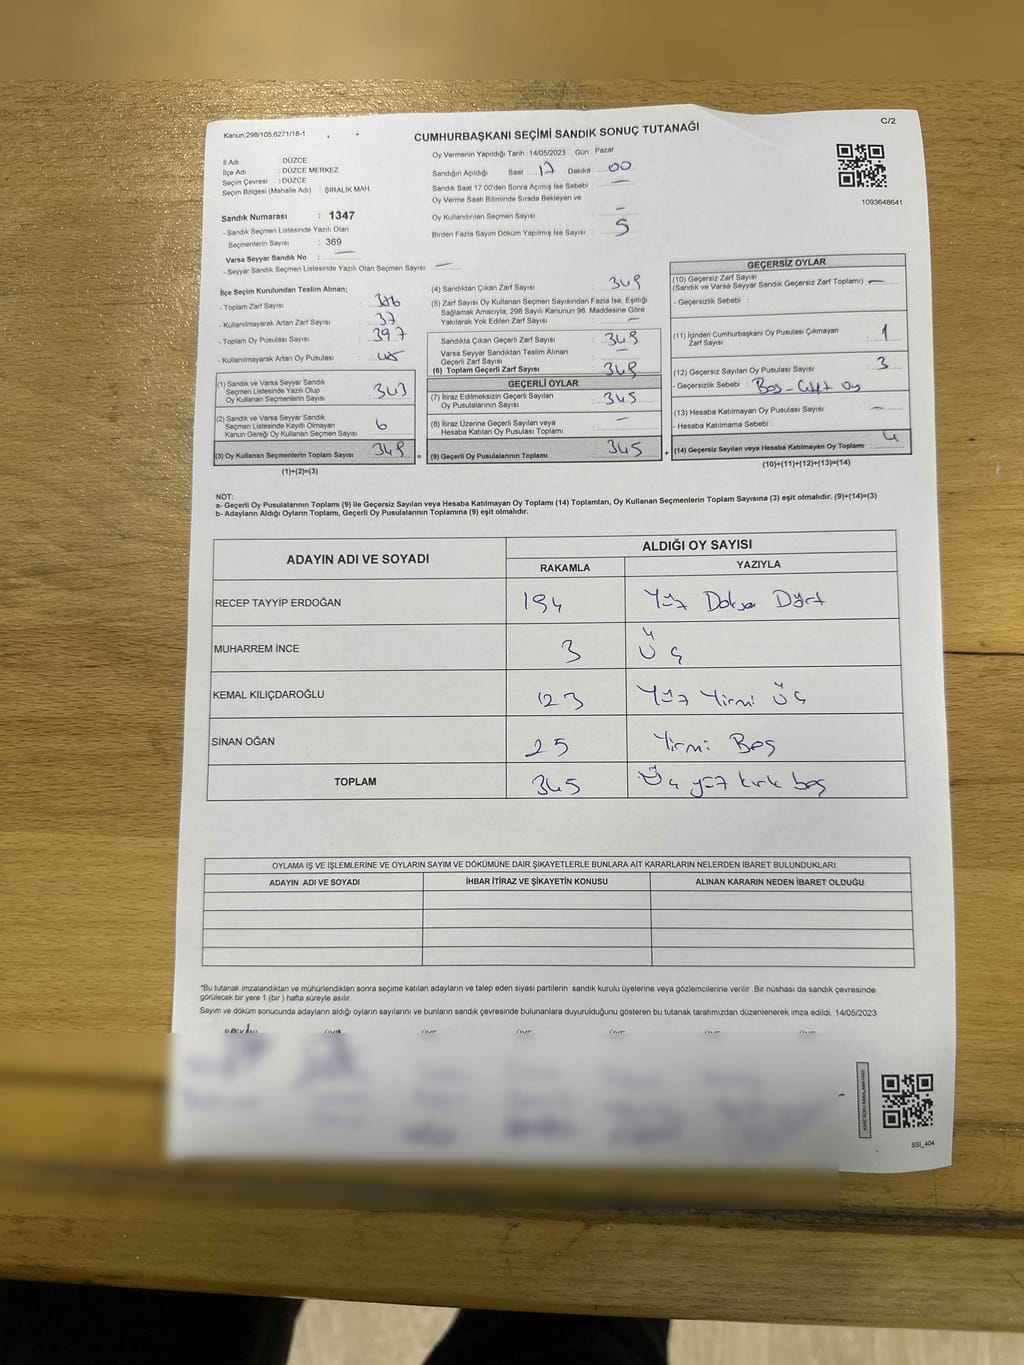 Kanun;298/105,6271/18-1
CUMHURBAŞKANI SEÇİMİ SANDIK SONUÇ TUTANAĞI
C/2
İl Adı : DÜZCE
İlçe Adı : DÜZCE MERKEZ
Seçim Çevresi : DÜZCE
Seçim Bölgesi (Mahalle Adı) : ŞIRALIK MAH.
Sandık Numarası : 1347
- Sandık Seçmen Listesinde Yazılı Olan
Seçmenlerin Sayısı : 369
Varsa Seyyar Sandık No : —
- Seyyar Sandık Seçmen Listesinde Yazılı Olan Seçmen Sayısı: —
Oy Vermenin Yapıldığı Tarih :14/05/2023 Gün : Pazar
Sandığın Açıldığı Saat : 17 Dakika : 00
Sandık Saat 17.00'den Sonra Açılmış İse Sebebi : —
Oy Verme Saati Bitiminde Sırada Bekleyen ve
Oy Kullandırılan Seçmen Sayısı : —
Birden Fazla Sayım Döküm Yapılmış İse Sayısı : 5
1093648641
İlçe Seçim Kurulundan Teslim Alınan;
- Toplam Zarf Sayısı :
- Kullanılmayarak Artan Zarf Sayısı : 37
- Toplam Oy Pusulası Sayısı : 397
- Kullanılmayarak Artan Oy Pusulası :
(1) Sandık ve Varsa Seyyar Sandık
Seçmen Listesinde Yazılı Olup
Oy Kullanan Seçmenlerin Sayısı : 343
(2) Sandık ve Varsa Seyyar Sandık
Seçmen Listesinde Kayıtlı Olmayan
Kanun Gereği Oy Kullanan Seçmen Sayısı : 6
(3) Oy Kullanan Seçmenlerin Toplam Sayısı : 349
(1)+(2)=(3)
(4) Sandıktan Çıkan Zarf Sayısı : 349
(5) Zarf Sayısı Oy Kullanan Seçmen Sayısından Fazla İse, Eşitliği
Sağlamak Amacıyla; 298 Sayılı Kanunun 98. Maddesine Göre
Yakılarak Yok Edilen Zarf Sayısı : —
Sandıkta Çıkan Geçerli Zarf Sayısı : 349
Varsa Seyyar Sandıktan Teslim Alınan
Geçerli Zarf Sayısı : —
(6) Toplam Geçerli Zarf Sayısı : 349
GEÇERLİ OYLAR
(7) İtiraz Edilmeksizin Geçerli Sayılan
Oy Pusulalarının Sayısı : 345
(8) İtiraz Üzerine Geçerli Sayılan veya
Hesaba Katılan Oy Pusulası Toplamı : —
= (9) Geçerli Oy Pusulalarının Toplamı : 345
GEÇERSİZ OYLAR
(10) Geçersiz Zarf Sayısı
(Sandık ve Varsa Seyyar Sandık Geçersiz Zarf Toplamı) : —
- Geçersizlik Sebebi :
(11) İçinden Cumhurbaşkanı Oy Pusulası Çıkmayan
Zarf Sayısı : 1
(12) Geçersiz Sayılan Oy Pusulası Sayısı : 3
- Geçersizlik Sebebi : Boş - Çift oy
(13) Hesaba Katılmayan Oy Pusulası Sayısı : —
- Hesaba Katılmama Sebebi :
+ (14) Geçersiz Sayılan veya Hesaba Katılmayan Oy Toplamı : 4
(10)+(11)+(12)+(13)=(14)
NOT:
a- Geçerli Oy Pusulalarının Toplamı (9) ile Geçersiz Sayılan veya Hesaba Katılmayan Oy Toplamı (14) Toplamları, Oy Kullanan Seçmenlerin Toplam Sayısına (3) eşit olmalıdır. (9)+(14)=(3)
b- Adayların Aldığı Oyların Toplamı, Geçerli Oy Pusulalarının Toplamına (9) eşit olmalıdır.
ADAYIN ADI VE SOYADI ALDIĞI OY SAYISI
RAKAMLA YAZIYLA
RECEP TAYYİP ERDOĞAN 194 Yüz Doksan Dört
MUHARREM İNCE 3 Üç
KEMAL KILIÇDAROĞLU 123 Yüz Yirmi Üç
SİNAN OĞAN 25 Yirmi Beş
TOPLAM 345 Üç yüz kırk beş
OYLAMA İŞ VE İŞLEMLERİNE VE OYLARIN SAYIM VE DÖKÜMÜNE DAİR ŞİKAYETLERLE BUNLARA AİT KARARLARIN NELERDEN İBARET BULUNDUKLARI
ADAYIN ADI VE SOYADI İHBAR İTİRAZ VE ŞİKAYETİN KONUSU ALINAN KARARIN NEDEN İBARET OLDUĞU
*Bu tutanak imzalandıktan ve mühürlendikten sonra seçime katılan adayların ve talep eden siyasi partilerin sandık kurulu üyelerine veya gözlemcilerine verilir .Bir nüshası da sandık çevresinde
görülecek bir yere 1 (bir ) hafta süreyle asılır.
Sayım ve döküm sonucunda adayların aldığı oyların sayılarını ve bunların sandık çevresinde bulunanlara duyurulduğunu gösteren bu tutanak tarafımızdan düzenlenerek imza edildi. 14/05/2023
SSI_404